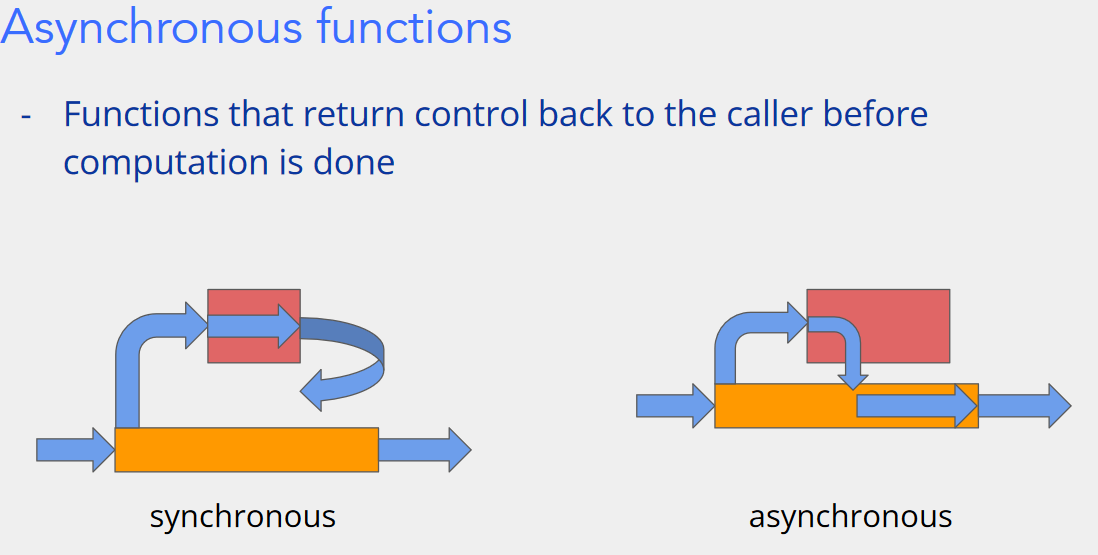 Asynchronous functions
- Functions that return control back to the caller before
computation is done
synchronous
asynchronous